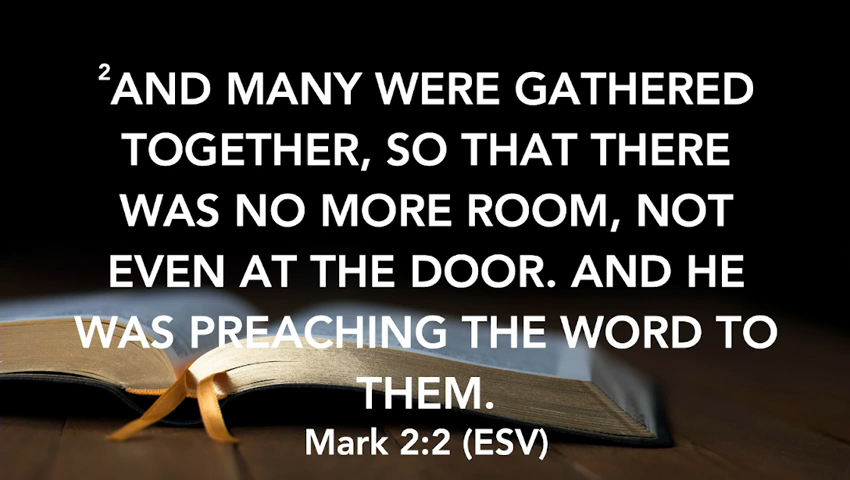 ²AND MANY WERE GATHERED
TOGETHER, SO THAT THERE
WAS NO MORE ROOM, NOT
EVEN AT THE DOOR. AND HE
WAS PREACHING THE WORD TO
THEM.
Mark 2:2 (ESV)